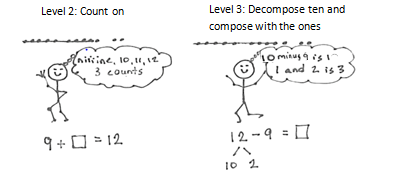 Level 2: Count on
niiine, 10, 11, 12
3 counts
9 + □ = 12
Level 3: Decompose ten and
compose with the ones
10 minus 9 is 1
1 and 2 is 3
12 - 9 = □
10 2